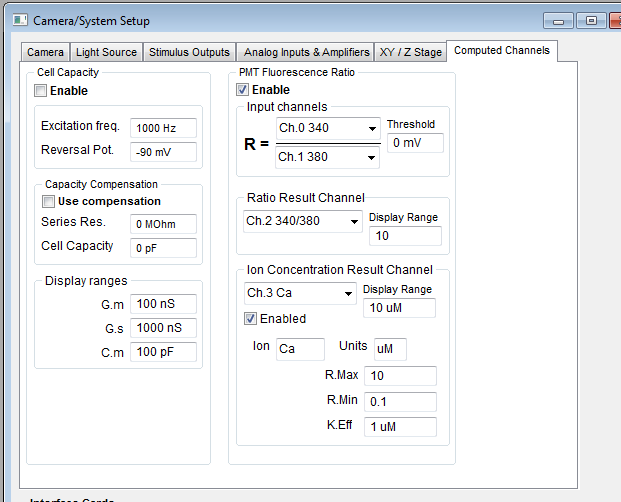 Camera/System Setup
Camera
Light Source
Stimulus Outputs
Analog Inputs & Amplifiers
XY / Z Stage
Computed Channels
Cell Capacity
Enable
Excitation freq.
1000 Hz
Reversal Pot.
-90 mV
Capacity Compensation
Use compensation
Series Res.
0 MOhm
Cell Capacity
0 pF
Display ranges
G.m
100 nS
G.s
1000 nS
C.m
100 pF
PMT Fluorescence Ratio
Enable
Input channels
R =
Ch.0 340
Ch.1 380
Threshold
0 mV
Ratio Result Channel
Ch.2 340/380
Display Range
10
Ion Concentration Result Channel
Ch.3 Ca
Display Range
10 uM
Enabled
Ion
Ca
Units
uM
R.Max
10
R.Min
0.1
K.Eff
1 uM
Interface Cards